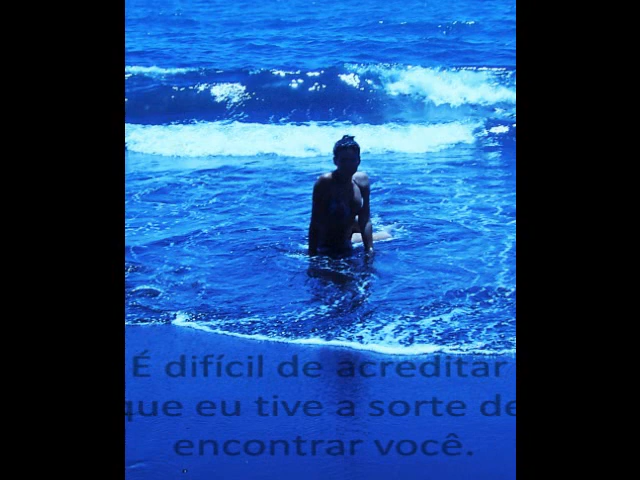 É difícil de acreditar
que eu tive a sorte de
encontrar você.